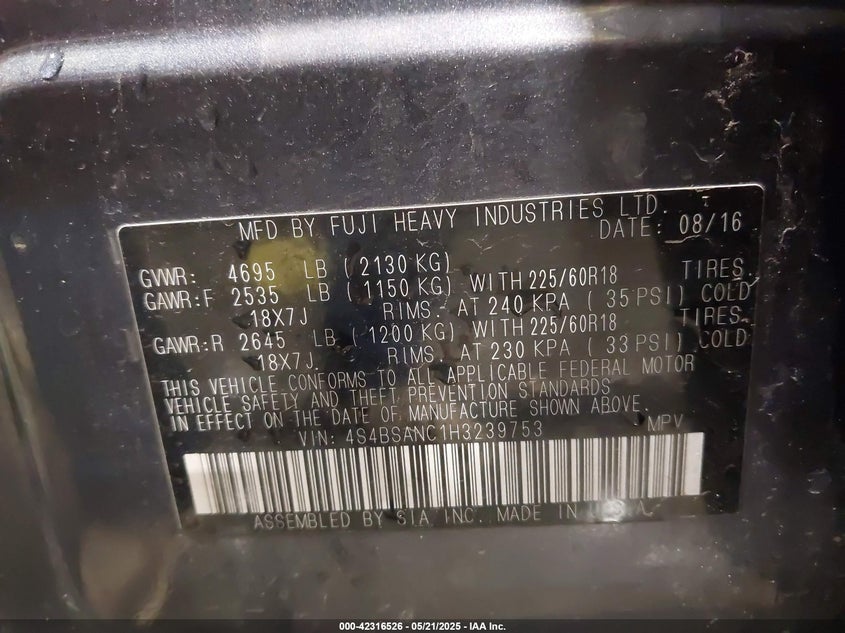 MFD BY FUJI HEAVY INDUSTRIES LTD.
DATE: 08/16
GVWR: 4695 LB (2130 KG)
GAWR:F 2535 LB (1150 KG) WITH 225/60R18 TIRES
18X7J RIMS AT 240 KPA (35 PSI) COLD
GAWR:R 2645 LB (1200 KG) WITH 225/60R18 TIRES
18X7J RIMS AT 230 KPA (33 PSI) COLD
THIS VEHICLE CONFORMS TO ALL APPLICABLE FEDERAL MOTOR
VEHICLE SAFETY AND THEFT PREVENTION STANDARDS
IN EFFECT ON THE DATE OF MANUFACTURE SHOWN ABOVE.
VIN: 4S4BSANC1H3239753 MPV
ASSEMBLED BY SIA INC. MADE IN U.S.A.
000-42316526 - 05/21/2025 - IAA Inc.